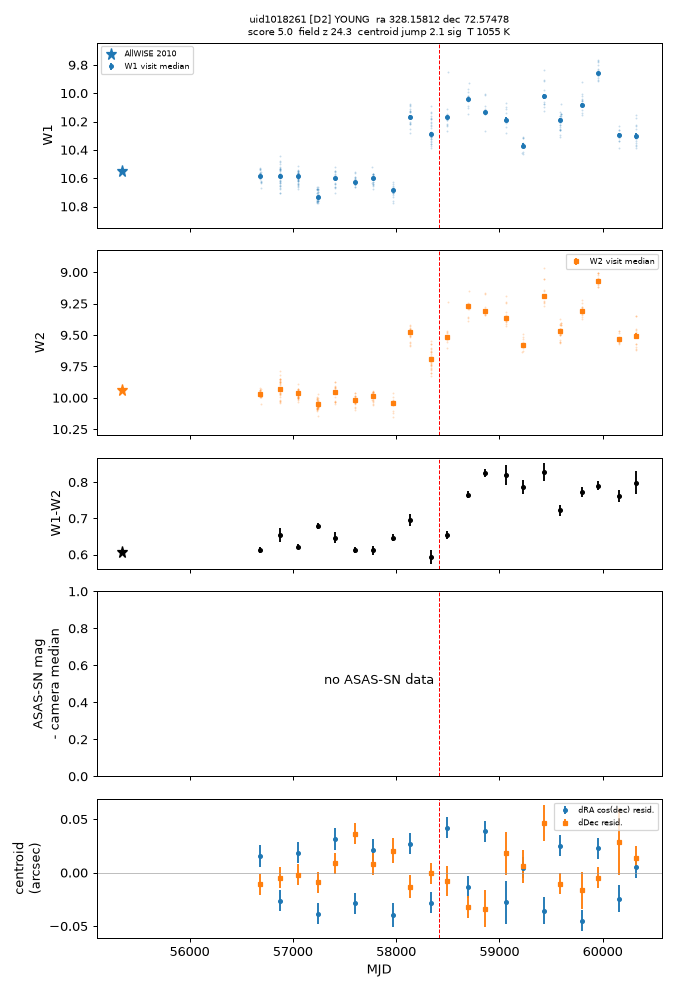 uid1018261 [D2] YOUNG ra 328.15812 dec 72.57478
score 5.0 field z 24.3 centroid jump 2.1 sig T 1055 K
AllWISE 2010
W1 visit median
9.8
10.0
10.2
10.4
10.6
10.8
W1
W2 visit median
9.00
9.25
9.50
9.75
10.00
10.25
W2
0.8
0.7
0.6
W1-W2
1.0
0.8
0.6
0.4
0.2
0.0
ASAS-SN mag
- camera median
no ASAS-SN data
dRA cos(dec) resid.
dDec resid.
0.05
0.00
−0.05
centroid
(arcsec)
56000
57000
58000
59000
60000
MJD